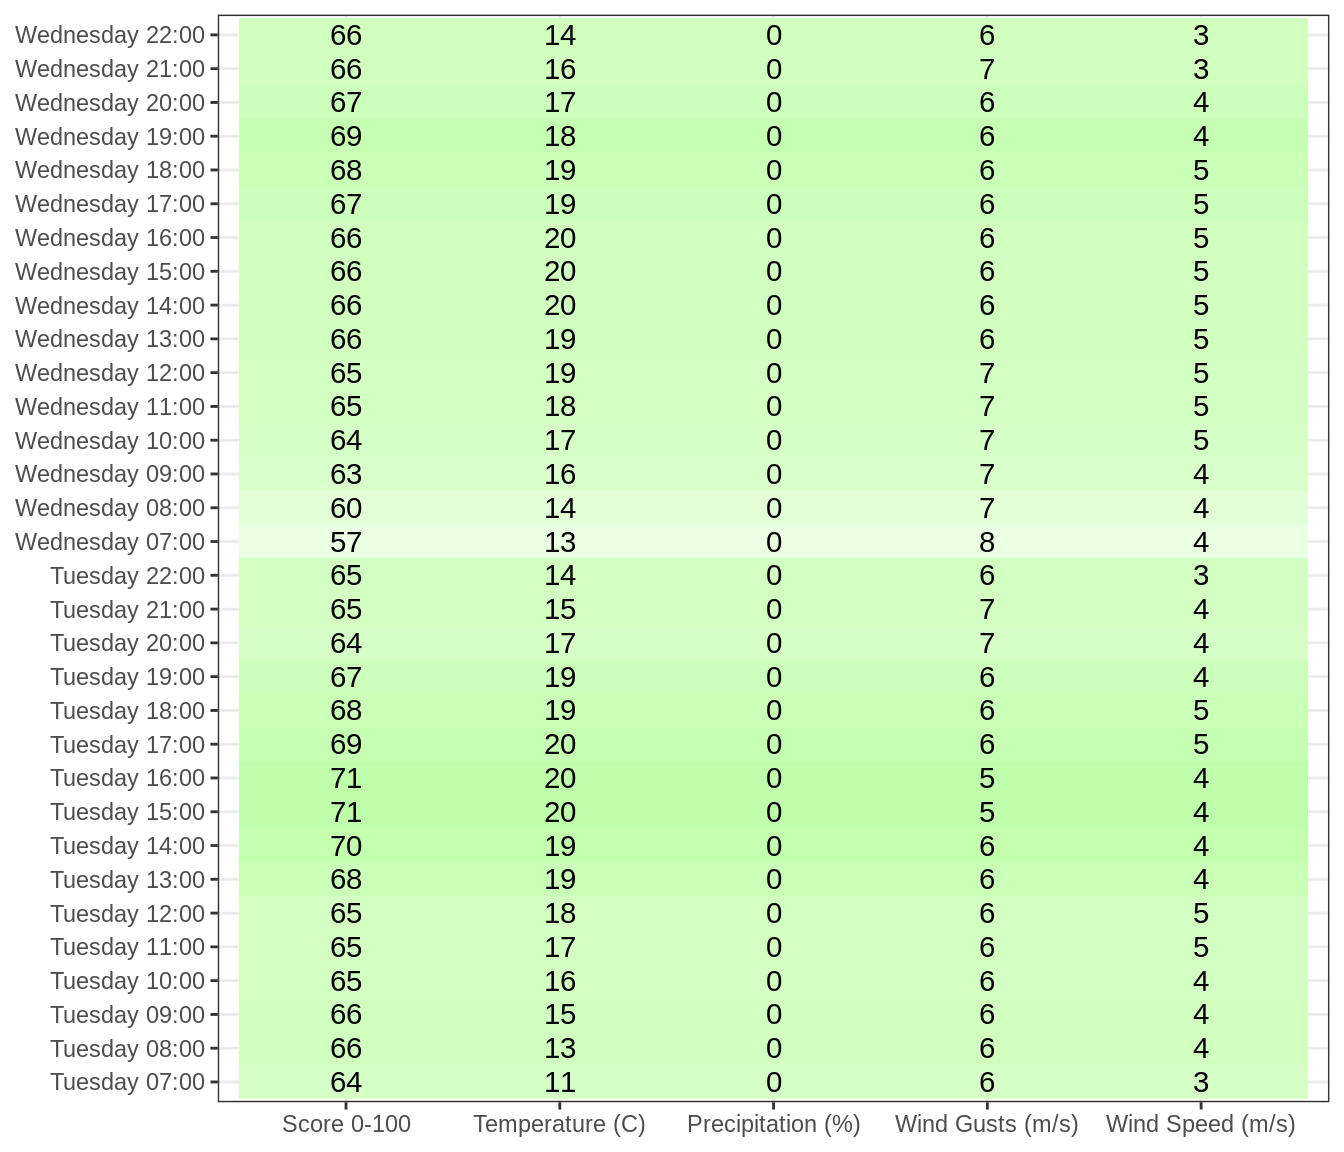 Wednesday 22:00 66 14 0 6 3
Wednesday 21:00 66 16 0 7 3
Wednesday 20:00 67 17 0 6 4
Wednesday 19:00 69 18 0 6 4
Wednesday 18:00 68 19 0 6 5
Wednesday 17:00 67 19 0 6 5
Wednesday 16:00 66 20 0 6 5
Wednesday 15:00 66 20 0 6 5
Wednesday 14:00 66 20 0 6 5
Wednesday 13:00 66 19 0 6 5
Wednesday 12:00 65 19 0 7 5
Wednesday 11:00 65 18 0 7 5
Wednesday 10:00 64 17 0 7 5
Wednesday 09:00 63 16 0 7 4
Wednesday 08:00 60 14 0 7 4
Wednesday 07:00 57 13 0 8 4
Tuesday 22:00 65 14 0 6 3
Tuesday 21:00 65 15 0 7 4
Tuesday 20:00 64 17 0 7 4
Tuesday 19:00 67 19 0 6 4
Tuesday 18:00 68 19 0 6 5
Tuesday 17:00 69 20 0 6 5
Tuesday 16:00 71 20 0 5 4
Tuesday 15:00 71 20 0 5 4
Tuesday 14:00 70 19 0 6 4
Tuesday 13:00 68 19 0 6 4
Tuesday 12:00 65 18 0 6 5
Tuesday 11:00 65 17 0 6 5
Tuesday 10:00 65 16 0 6 4
Tuesday 09:00 66 15 0 6 4
Tuesday 08:00 66 13 0 6 4
Tuesday 07:00 64 11 0 6 3
Score 0-100 Temperature (C) Precipitation (%) Wind Gusts (m/s) Wind Speed (m/s)